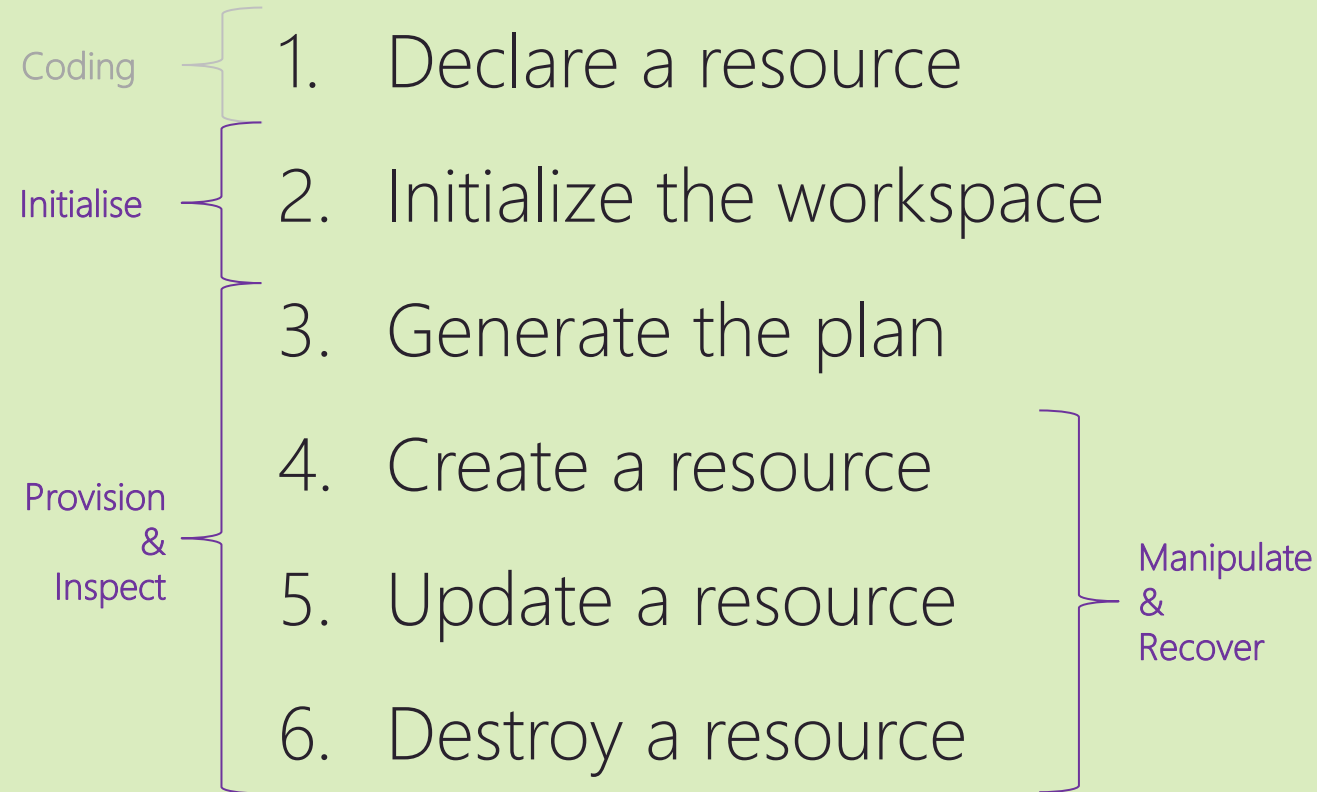 Coding
1. Declare a resource
Initialise
2. Initialize the workspace
3. Generate the plan
4. Create a resource
Provision
&
Inspect
5. Update a resource
6. Destroy a resource
Manipulate
&
Recover